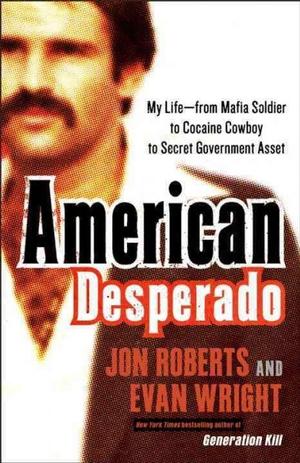 My Life—from Mafia Soldier
to Cocaine Cowboy
to Secret Government Asset
American
Desperado
JON ROBERTS AND
EVAN WRIGHT
New York Times bestselling author of
Generation Kill